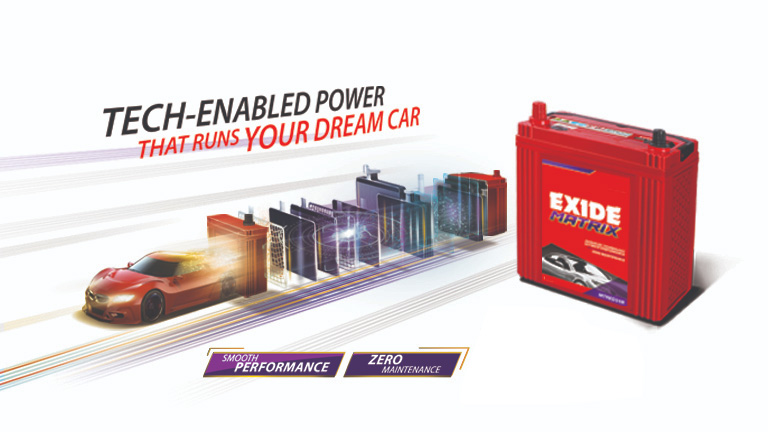 TECH-ENABLED POWER
THAT RUNS YOUR DREAM CAR
EXIDE
MATRIX
SMOOTH
PERFORMANCE
ZERO
MAINTENANCE